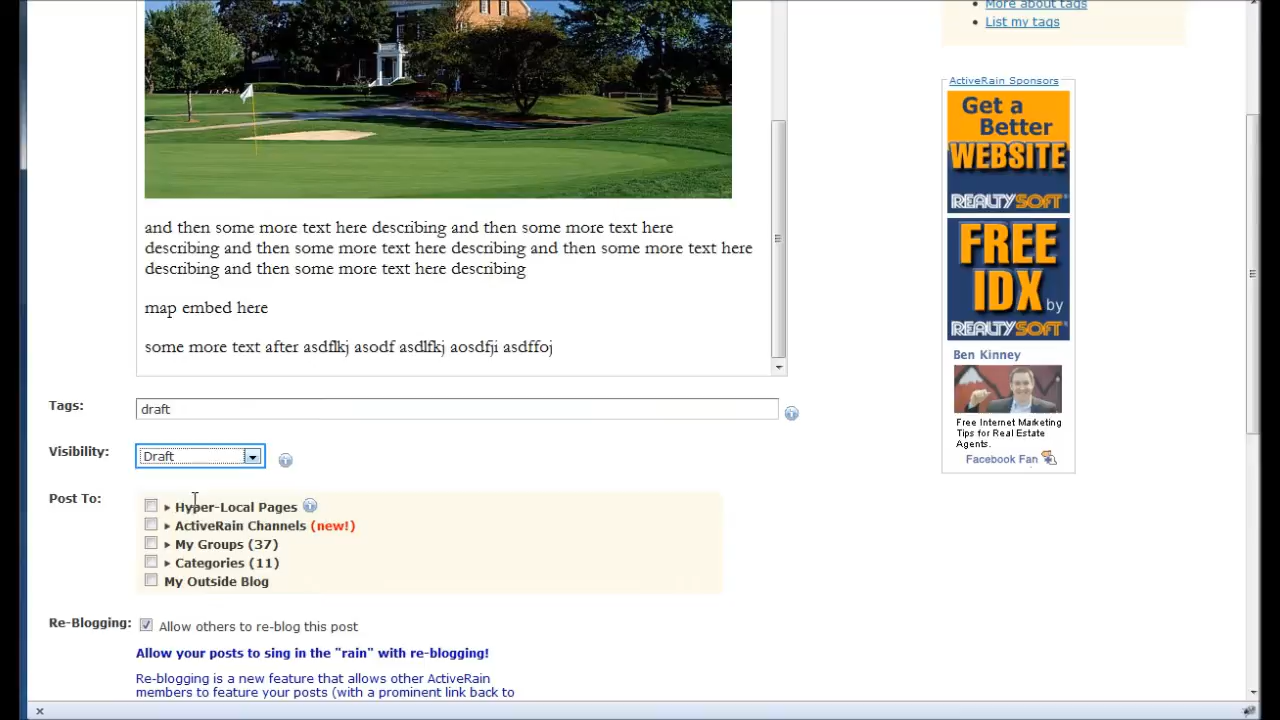 More about tags
List my tags
ActiveRain Sponsors
Get a
Better
WEBSITE
REALTYSOFT
FREE
IDX by
REALTYSOFT
Ben Kinney
Free Internet Marketing
Tips for Real Estate
Agents.
Facebook Fan
and then some more text here describing and then some more text here
describing and then some more text here describing and then some more text here
describing and then some more text here describing
map embed here
some more text after asdflkj asodf asdlfkj aosdfji asdffoj
Tags: draft
Visibility: Draft
Post To: Hyper-Local Pages
ActiveRain Channels (new!)
My Groups (37)
Categories (11)
My Outside Blog
Re-Blogging: Allow others to re-blog this post
Allow your posts to sing in the "rain" with re-blogging!
Re-blogging is a new feature that allows other ActiveRain
members to feature your posts (with a prominent link back to